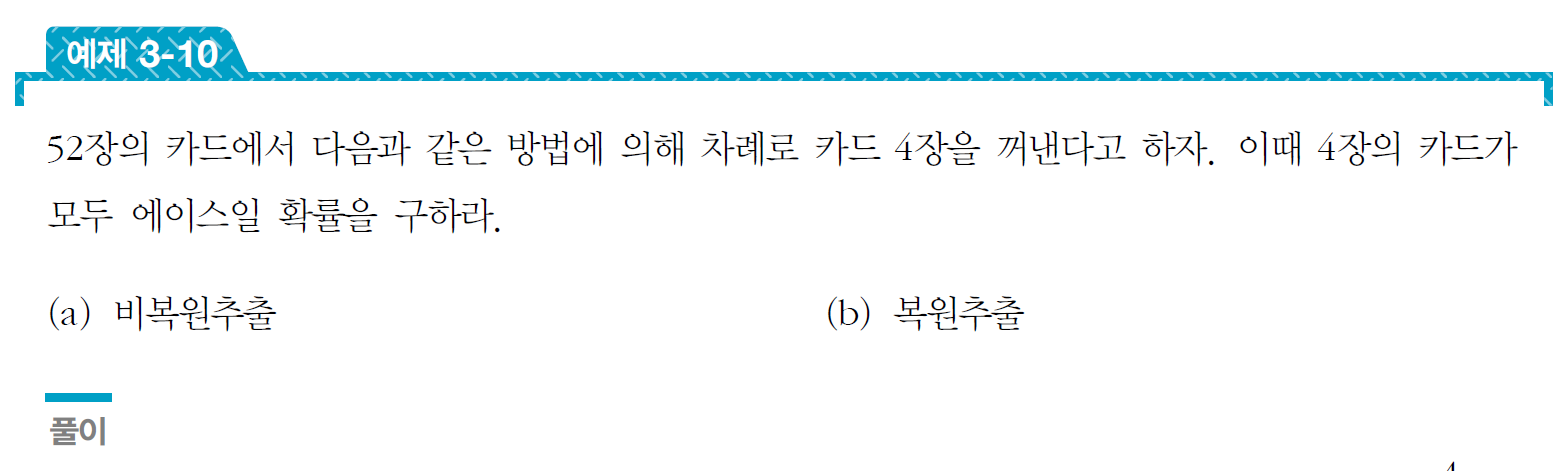 예제 3-10
52장의 카드에서 다음과 같은 방법에 의해 차례로 카드 4장을 꺼낸다고 하자. 이때 4장의 카드가
모두 에이스일 확률을 구하라.
(a) 비복원추출 (b) 복원추출
풀이